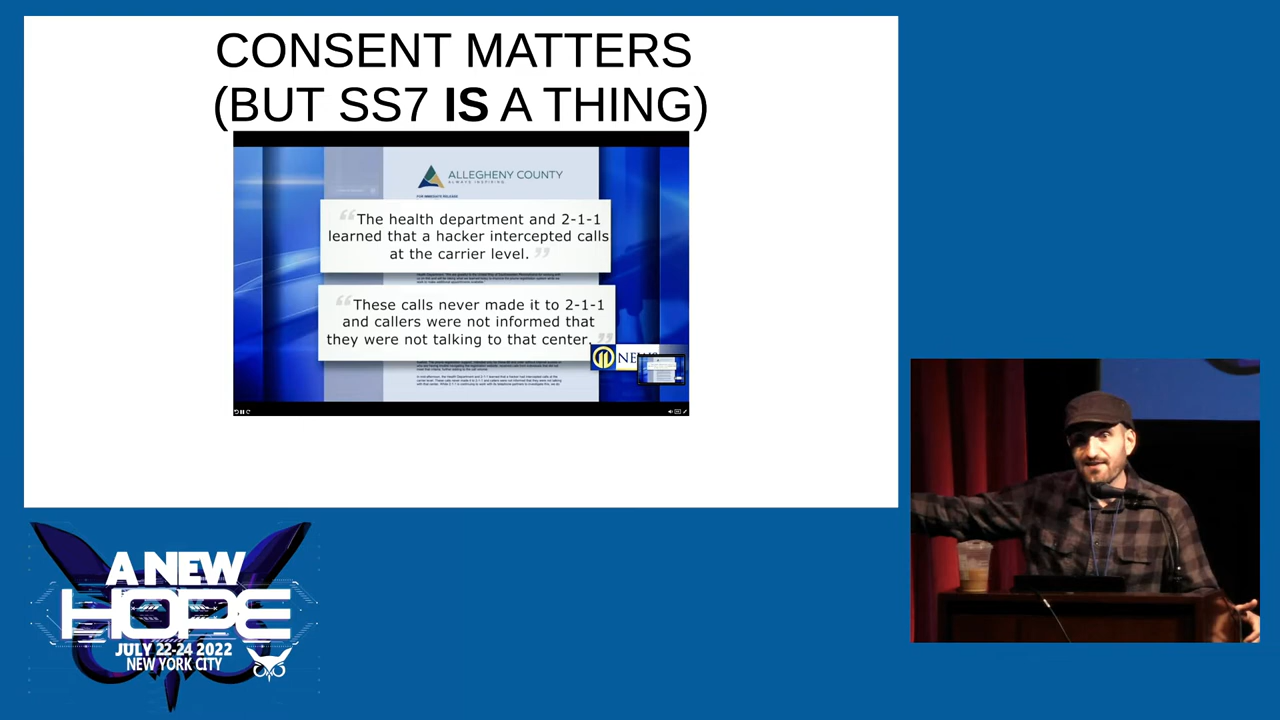 CONSENT MATTERS
(BUT SS7 IS A THING)
ALLEGHENY COUNTY
ALWAYS INSPIRING
FOR IMMEDIATE RELEASE
“The health department and 2-1-1
learned that a hacker intercepted calls
at the carrier level.”
“These calls never made it to 2-1-1
and callers were not informed that
they were not talking to that center.”
NEWS
A NEW
HOPE
JULY 22-24 2022
NEW YORK CITY